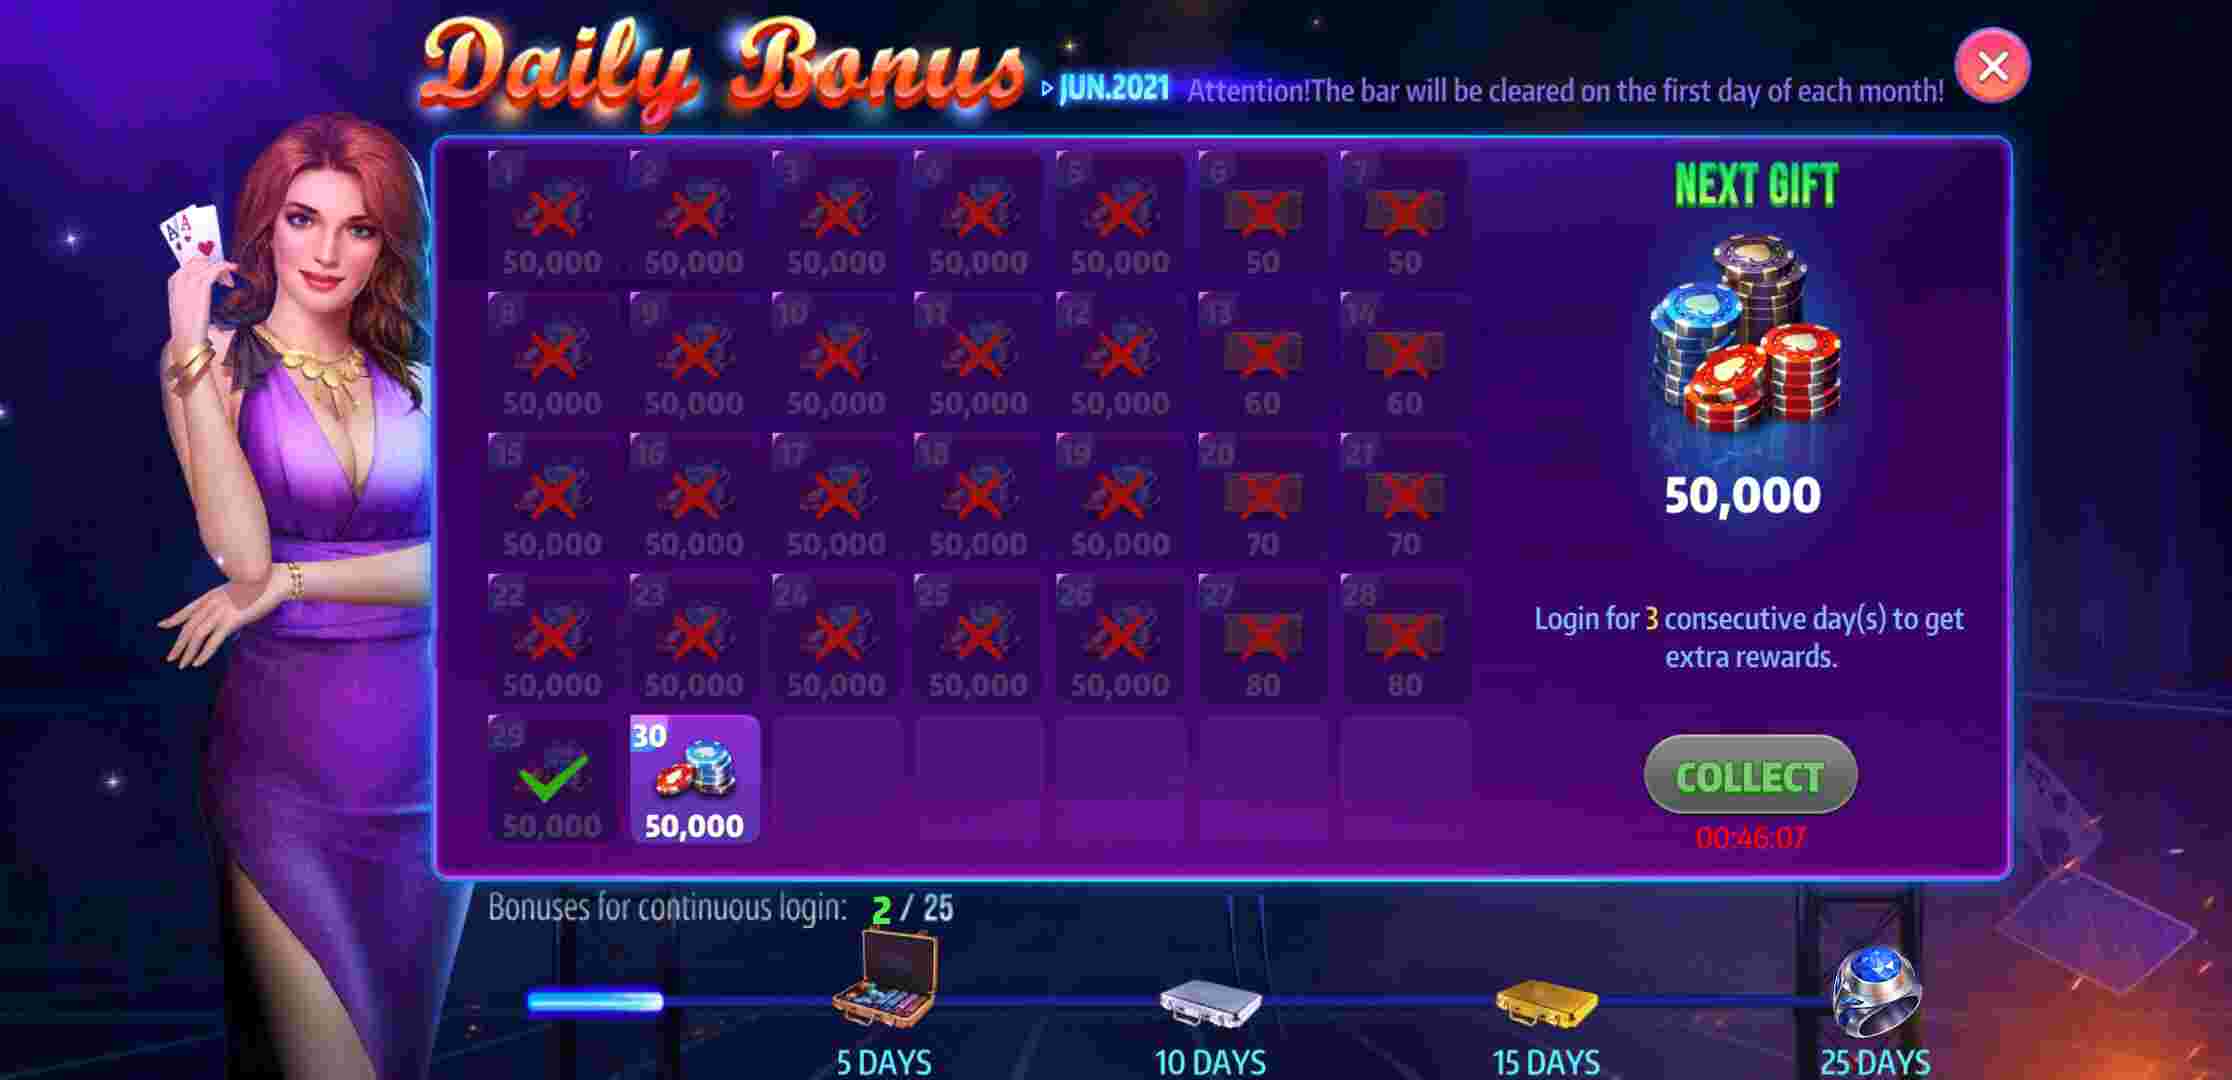 Daily Bonus
JUN.2021
Attention!The bar will be cleared on the first day of each month!
1 2 3 4 5 6 7
50,000 50,000 50,000 50,000 50,000 50 50
8 9 10 11 12 13 14
50,000 50,000 50,000 50,000 50,000 60 60
15 16 17 18 19 20 21
50,000 50,000 50,000 50,000 50,000 70 70
22 23 24 25 26 27 28
50,000 50,000 50,000 50,000 50,000 80 80
29 30
50,000 50,000
NEXT GIFT
50,000
Login for 3 consecutive day(s) to get
extra rewards.
COLLECT
00:46:07
Bonuses for continuous login: 2 / 25
5 DAYS 10 DAYS 15 DAYS 25 DAYS
A A